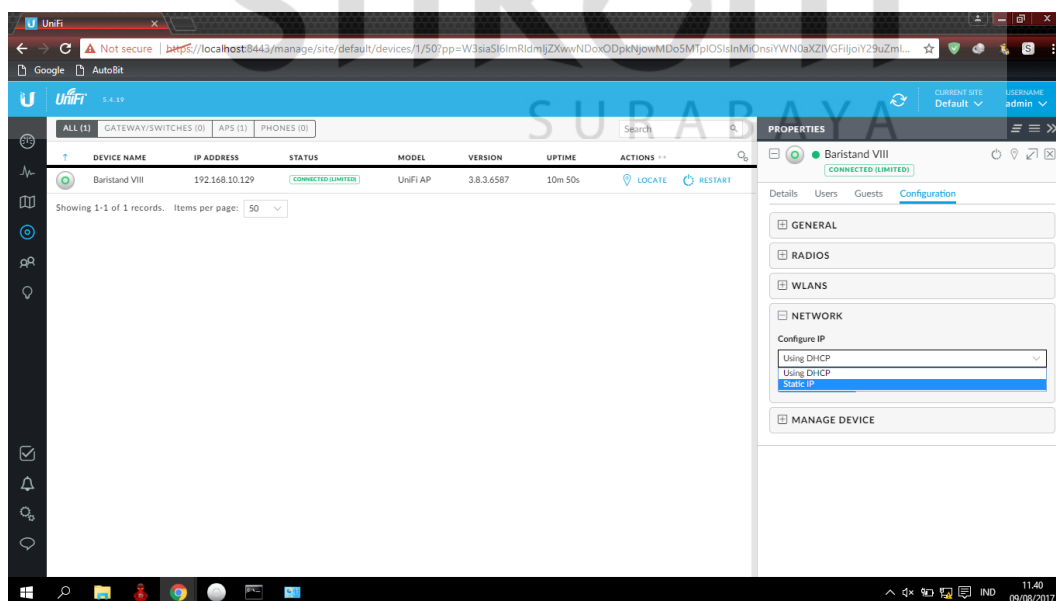 UniFi
Not secure | https://localhost:8443/manage/site/default/devices/1/50?pp=
Google AutoBit
UniFi 5.4.19
CURRENT SITE
Default
USERNAME
admin
SURABAYA
ALL (1) GATEWAY/SWITCHES (0) APS (1) PHONES (0)
Search
PROPERTIES
DEVICE NAME IP ADDRESS STATUS MODEL VERSION UPTIME ACTIONS
Baristand VIII 192.168.10.129 CONNECTED (LIMITED) UniFi AP 3.8.3.6587 10m 50s LOCATE RESTART
Showing 1-1 of 1 records. Items per page: 50
Baristand VIII
CONNECTED (LIMITED)
Details Users Guests Configuration
GENERAL
RADIOS
WLANS
NETWORK
Configure IP
Using DHCP
Using DHCP
Static IP
MANAGE DEVICE
IND
11.40
09/08/2017